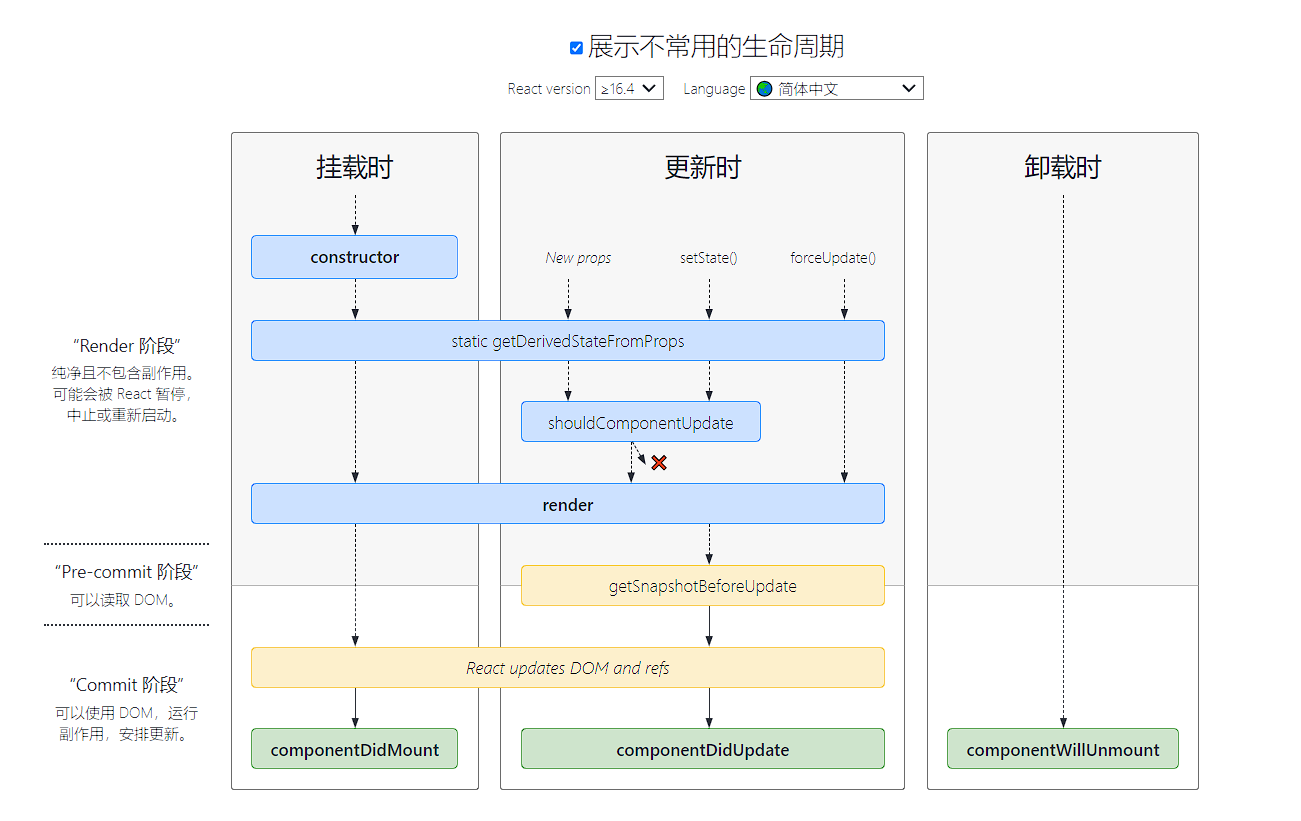 展示不常用的生命周期
React version ≥16.4 Language 简体中文
挂载时
更新时
卸载时
constructor
New props
setState()
forceUpdate()
“Render 阶段”
纯净且不包含副作用。
可能会被 React 暂停，
中止或重新启动。
static getDerivedStateFromProps
shouldComponentUpdate
render
“Pre-commit 阶段”
可以读取 DOM。
getSnapshotBeforeUpdate
“Commit 阶段”
可以使用 DOM，运行
副作用，安排更新。
React updates DOM and refs
componentDidMount
componentDidUpdate
componentWillUnmount